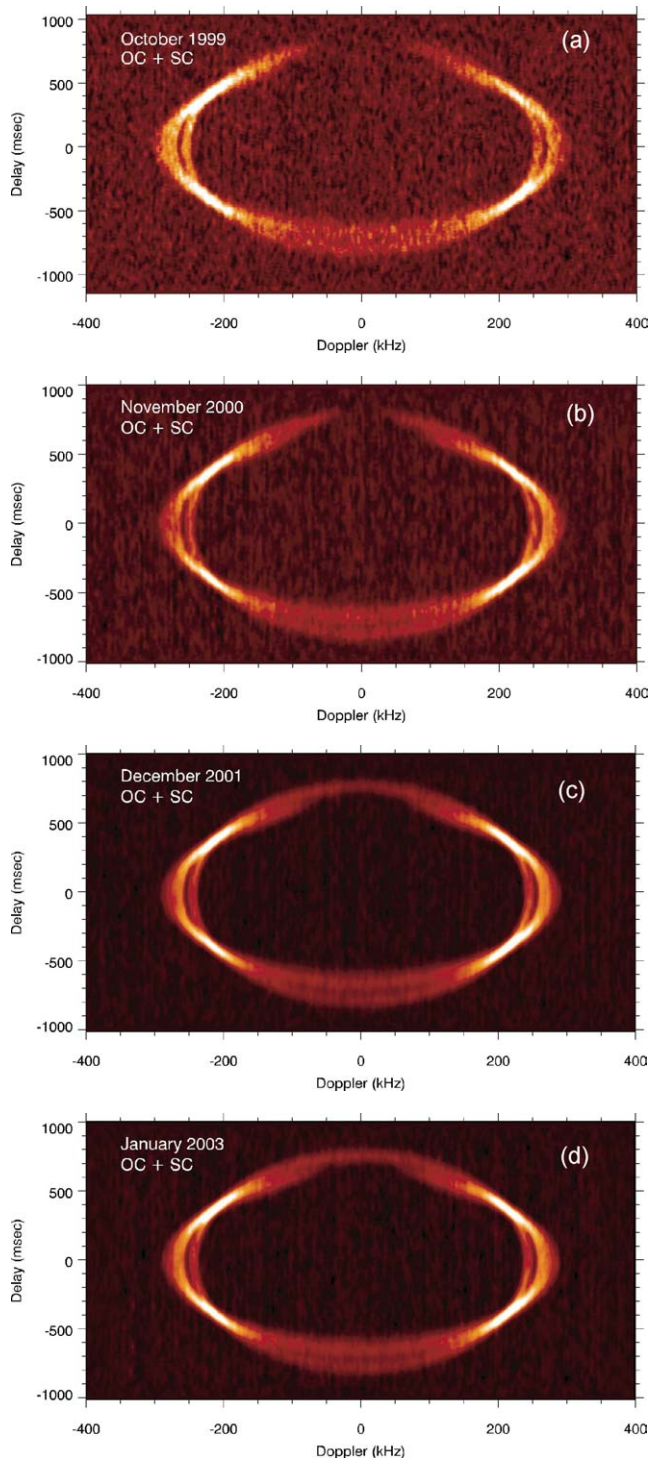 October 1999
OC + SC
(a)
1000
500
0
-500
-1000
Delay (msec)
-400 -200 0 200 400
Doppler (kHz)
November 2000
OC + SC
(b)
1000
500
0
-500
-1000
Delay (msec)
-400 -200 0 200 400
Doppler (kHz)
December 2001
OC + SC
(c)
1000
500
0
-500
-1000
Delay (msec)
-400 -200 0 200 400
Doppler (kHz)
January 2003
OC + SC
(d)
1000
500
0
-500
-1000
Delay (msec)
-400 -200 0 200 400
Doppler (kHz)